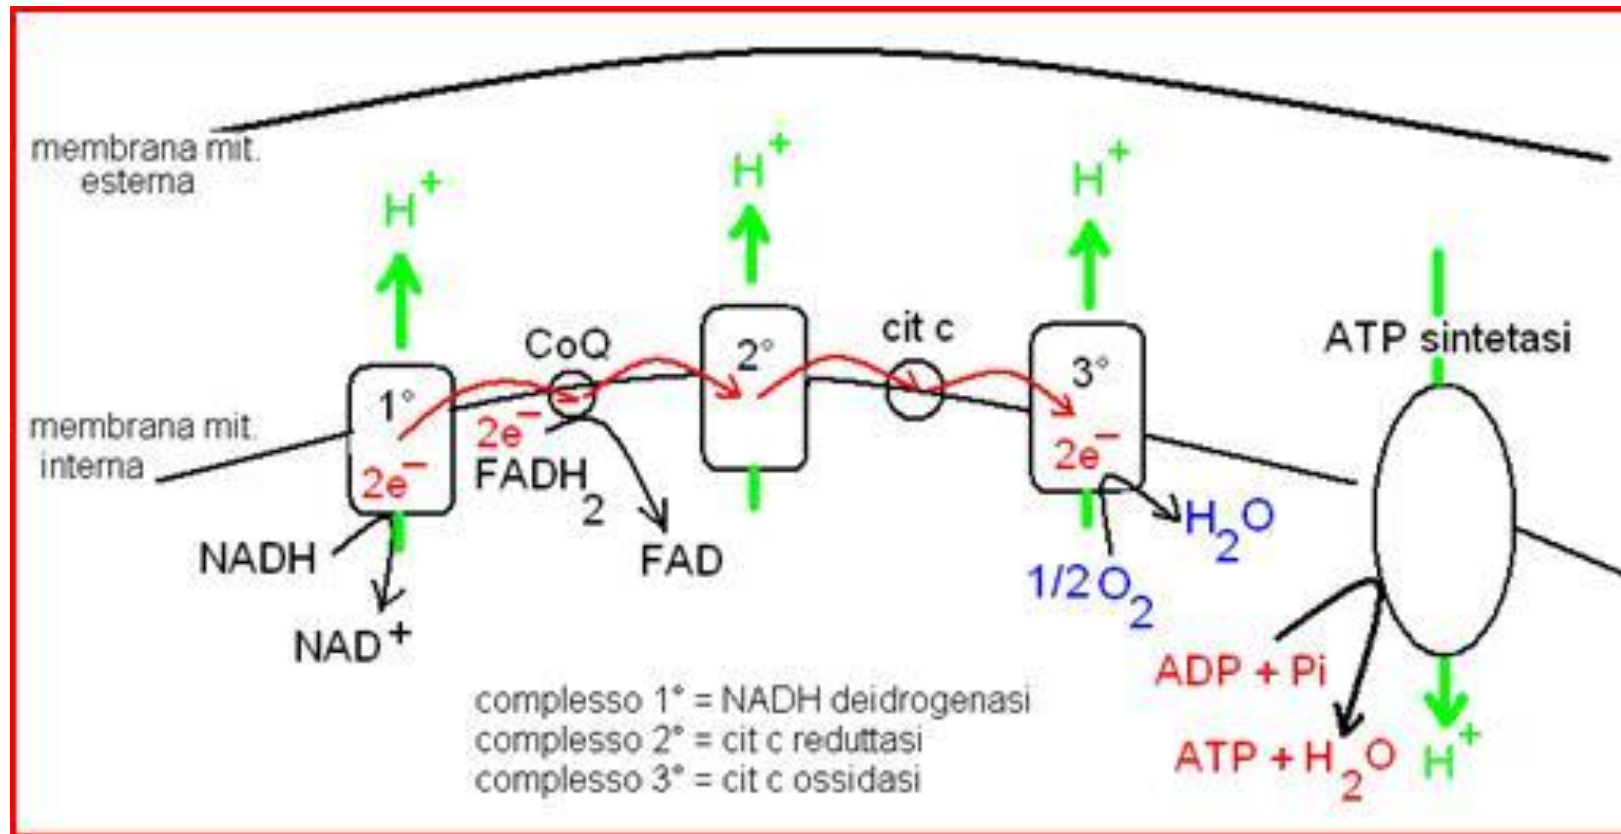 membrana mit.
esterna
H+
H+
H+
ATP sintetasi
CoQ
cit c
1°
2°
3°
membrana mit.
interna
2e–
2e–
2e–
FADH2
H2O
NADH
FAD
1/2 O2
NAD+
ADP + Pi
ATP + H2O
H+
complesso 1° = NADH deidrogenasi
complesso 2° = cit c reduttasi
complesso 3° = cit c ossidasi